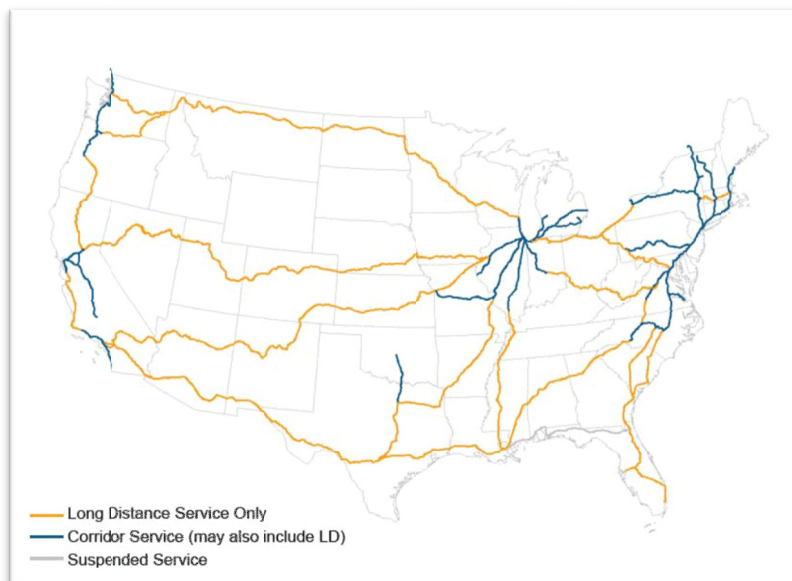 Long Distance Service Only
Corridor Service (may also include LD)
Suspended Service